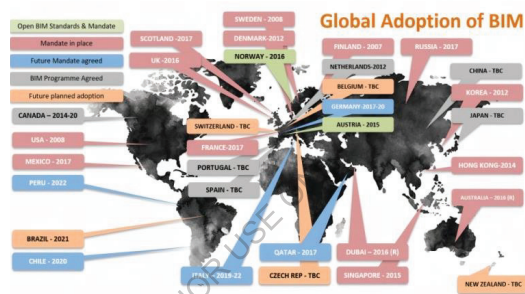 Global Adoption of BIM
Open BIM Standards & Mandate
Mandate in place
Future Mandate agreed
BIM Programme Agreed
Future planned adoption
SWEDEN - 2008
DENMARK-2012
NORWAY - 2016
SCOTLAND -2017
UK -2016
FINLAND - 2007
NETHERLANDS-2012
BELGIUM - TBC
GERMANY-2017-20
AUSTRIA - 2015
RUSSIA - 2017
CHINA - TBC
KOREA - 2012
JAPAN - TBC
CANADA – 2014-20
USA – 2008
MEXICO - 2017
PERU - 2022
BRAZIL - 2021
CHILE - 2020
SWITZERLAND - TBC
FRANCE-2017
PORTUGAL - TBC
SPAIN - TBC
ITALY - 2019-22
CZECH REP - TBC
QATAR - 2017
DUBAI – 2016 (R)
SINGAPORE - 2015
HONG KONG-2014
AUSTRALIA – 2016 (R)
NEW ZEALAND - TBC